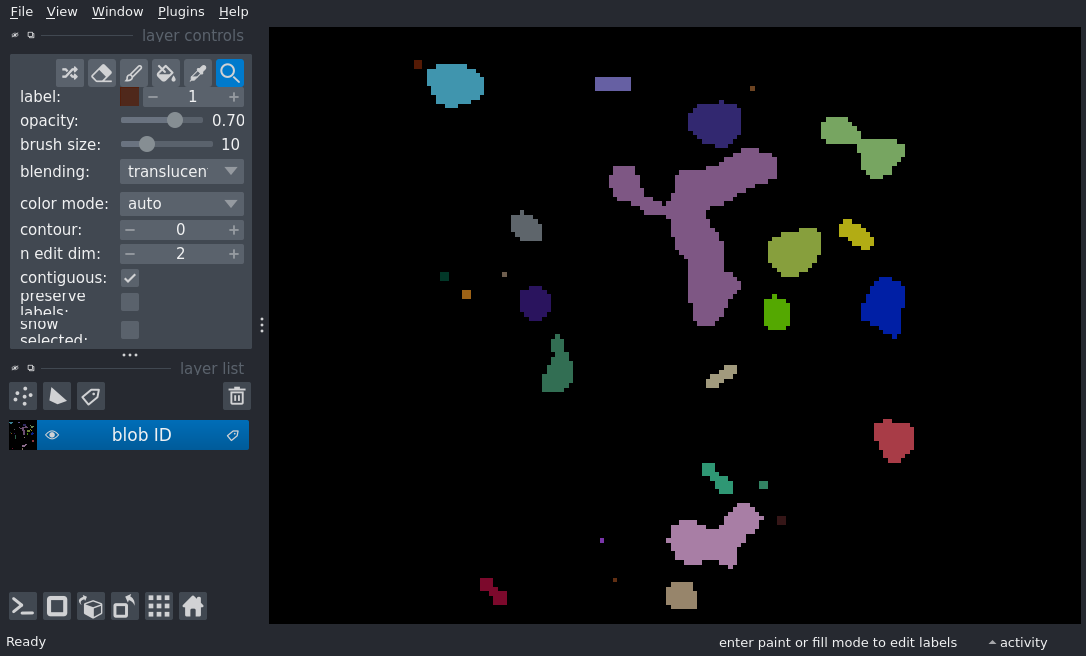 File View Window Plugins Help
layer controls
label: 1
opacity: 0.70
brush size: 10
blending: translucen
color mode: auto
contour: 0
n edit dim: 2
contiguous:
preserve
labels:
show
selected:
layer list
blob ID
Ready
enter paint or fill mode to edit labels
activity